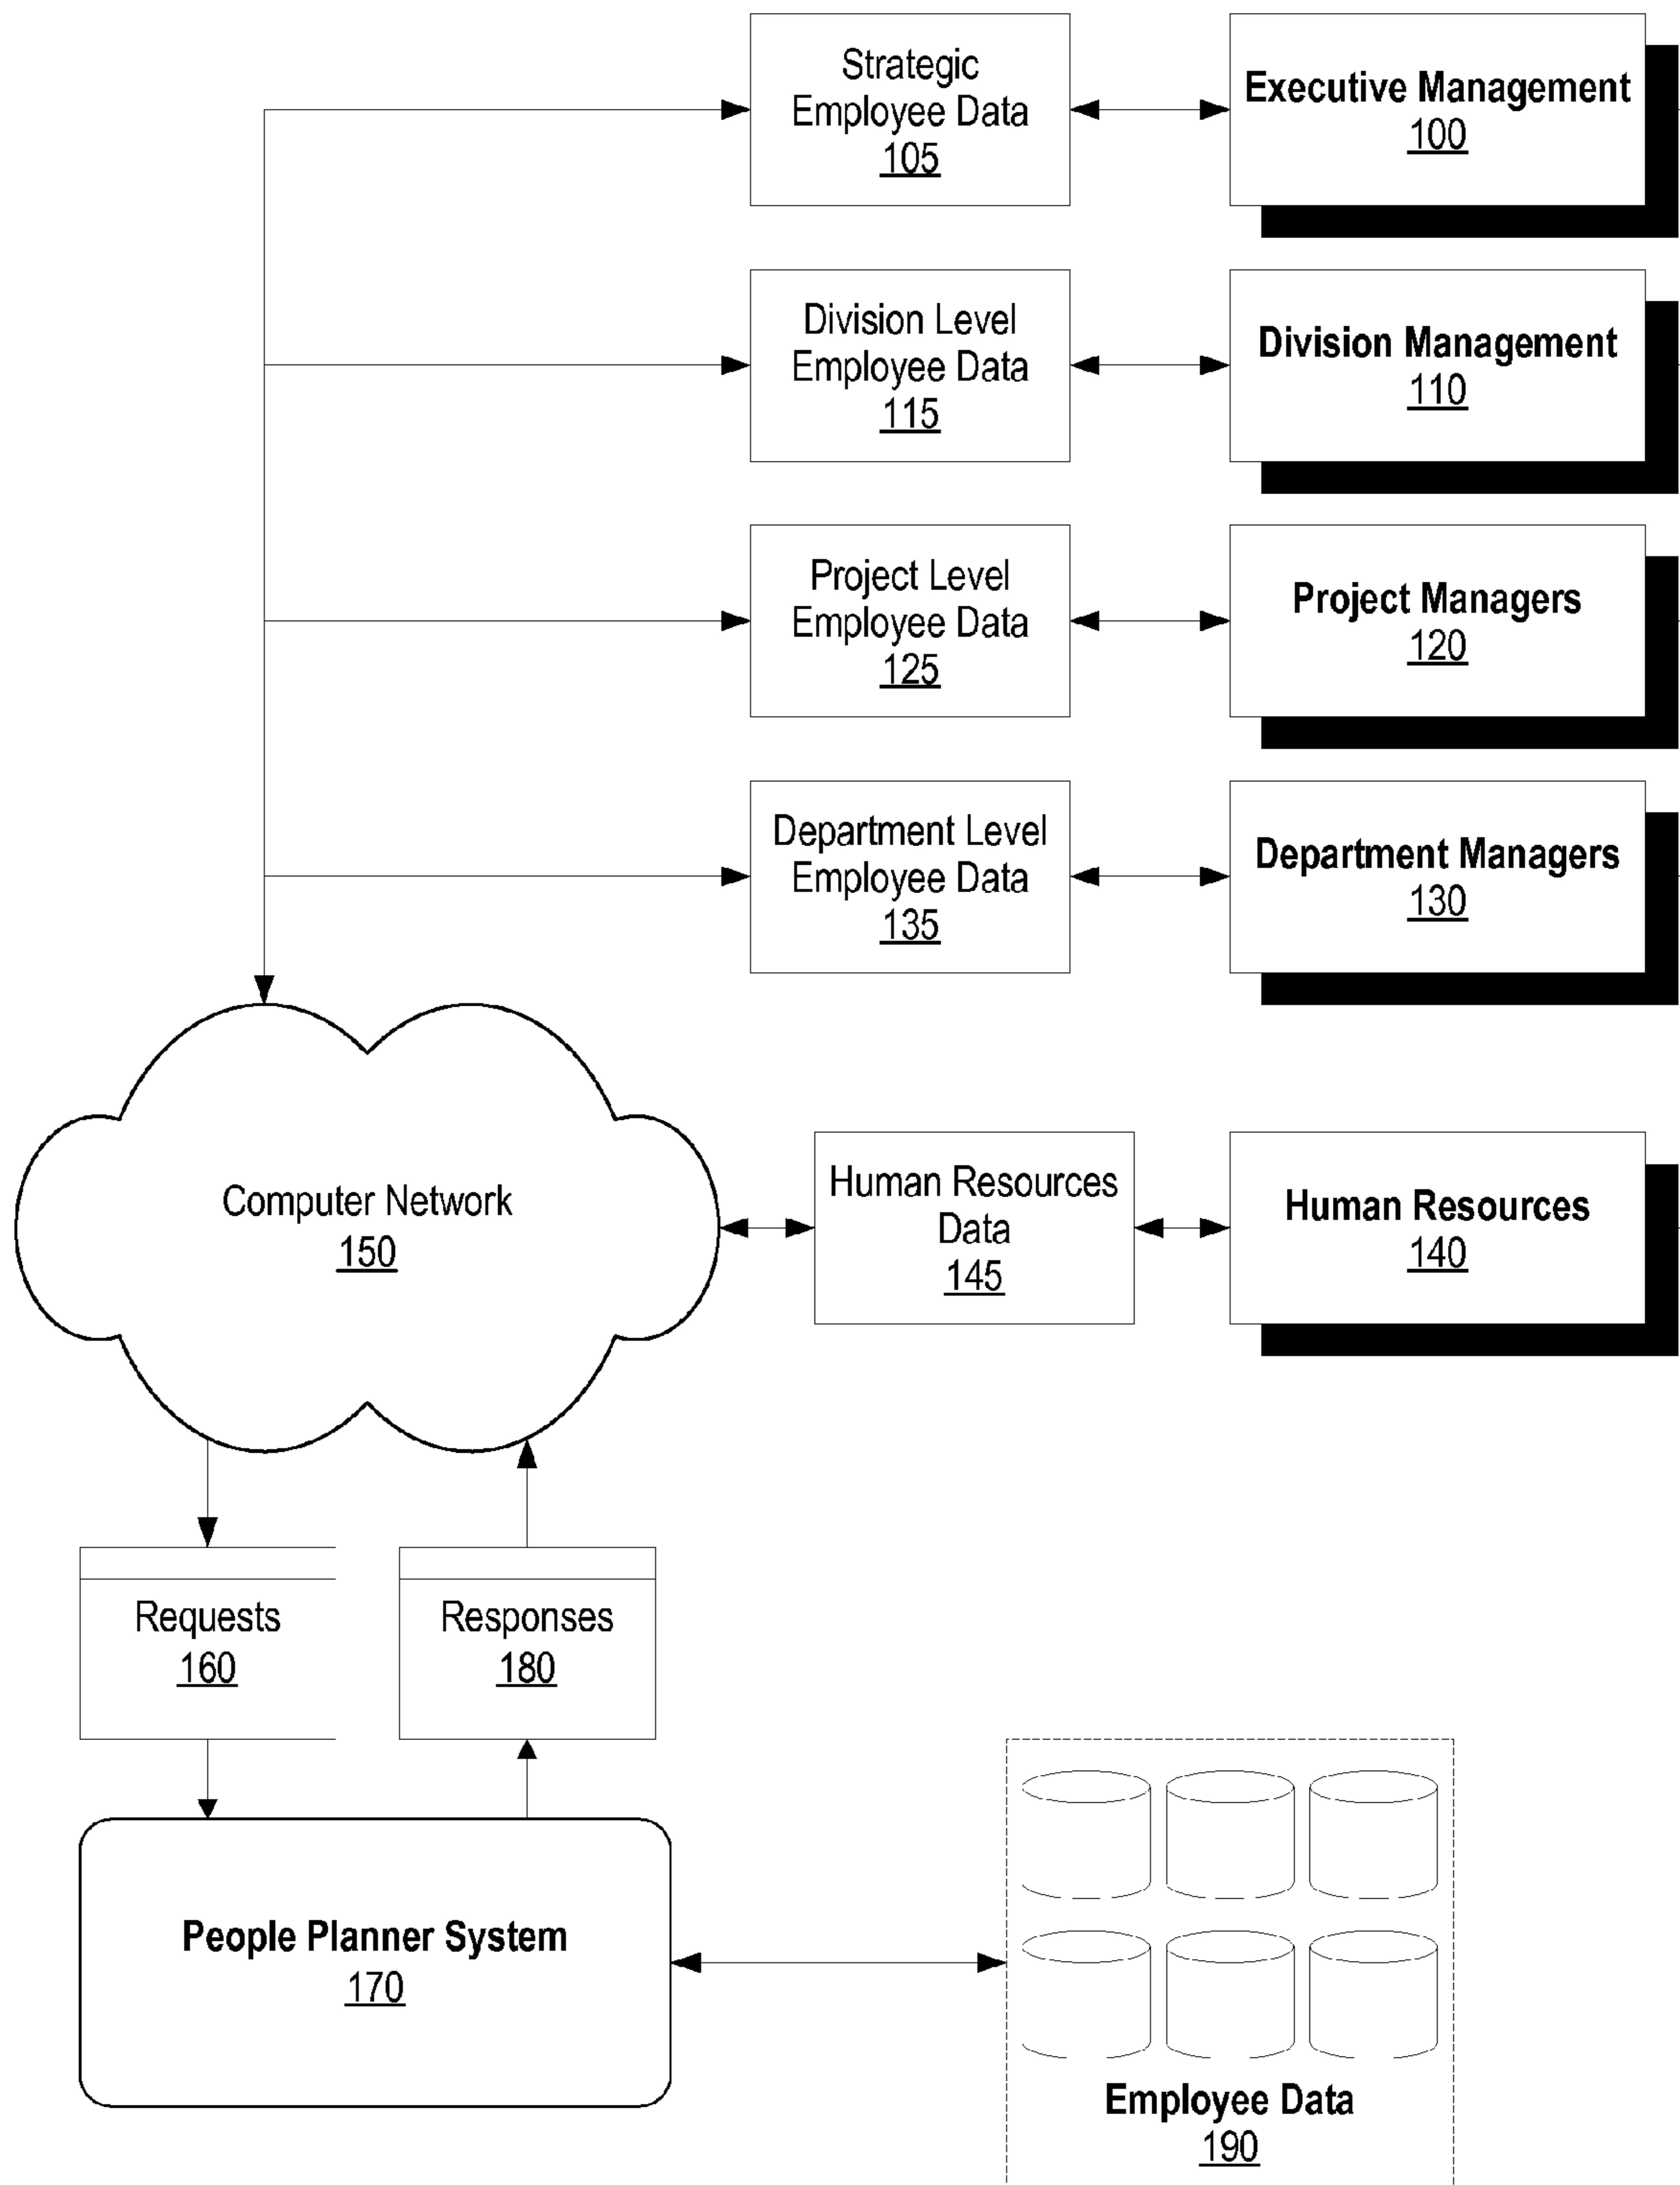 Strategic
Employee Data
105
Executive Management
100
Division Level
Employee Data
115
Division Management
110
Project Level
Employee Data
125
Project Managers
120
Department Level
Employee Data
135
Department Managers
130
Computer Network
150
Human Resources
Data
145
Human Resources
140
Requests
160
Responses
180
People Planner System
170
Employee Data
190